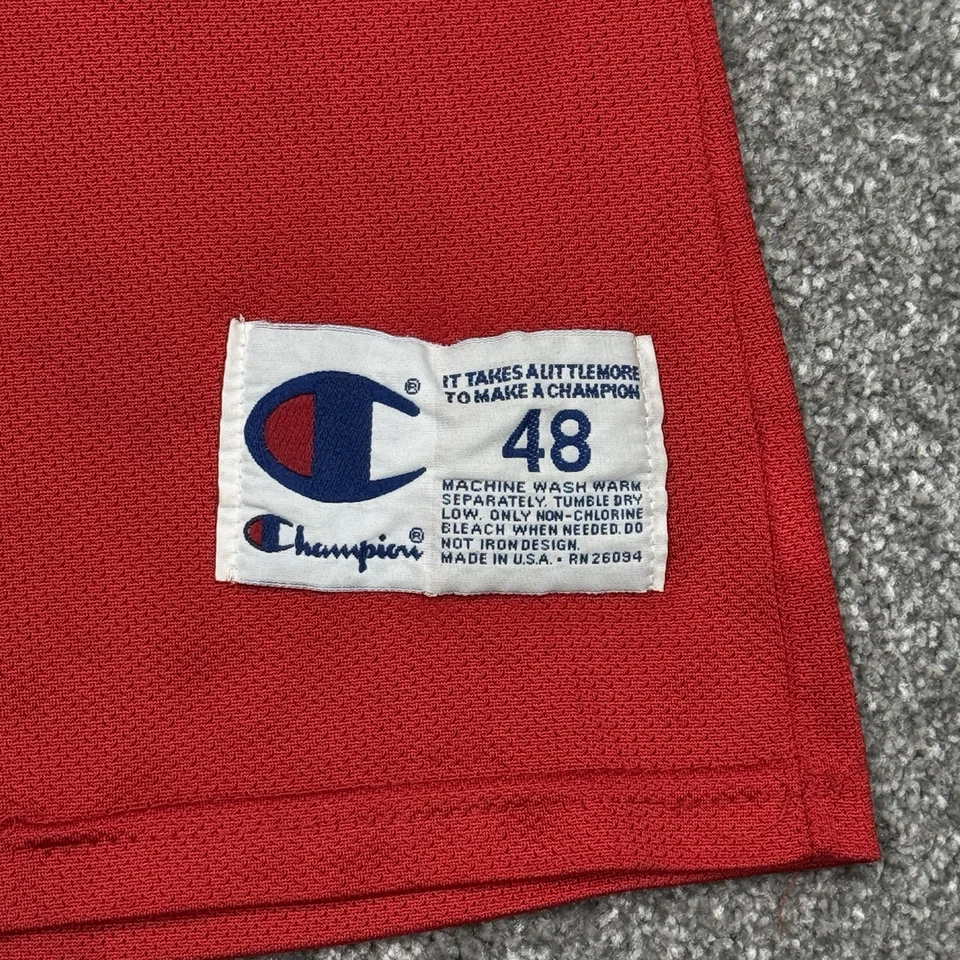 ®
Champion®
IT TAKES A LITTLE MORE
TO MAKE A CHAMPION
48
MACHINE WASH WARM
SEPARATELY. TUMBLE DRY
LOW. ONLY NON-CHLORINE
BLEACH WHEN NEEDED. DO
NOT IRON DESIGN.
MADE IN U.S.A. • RN26094